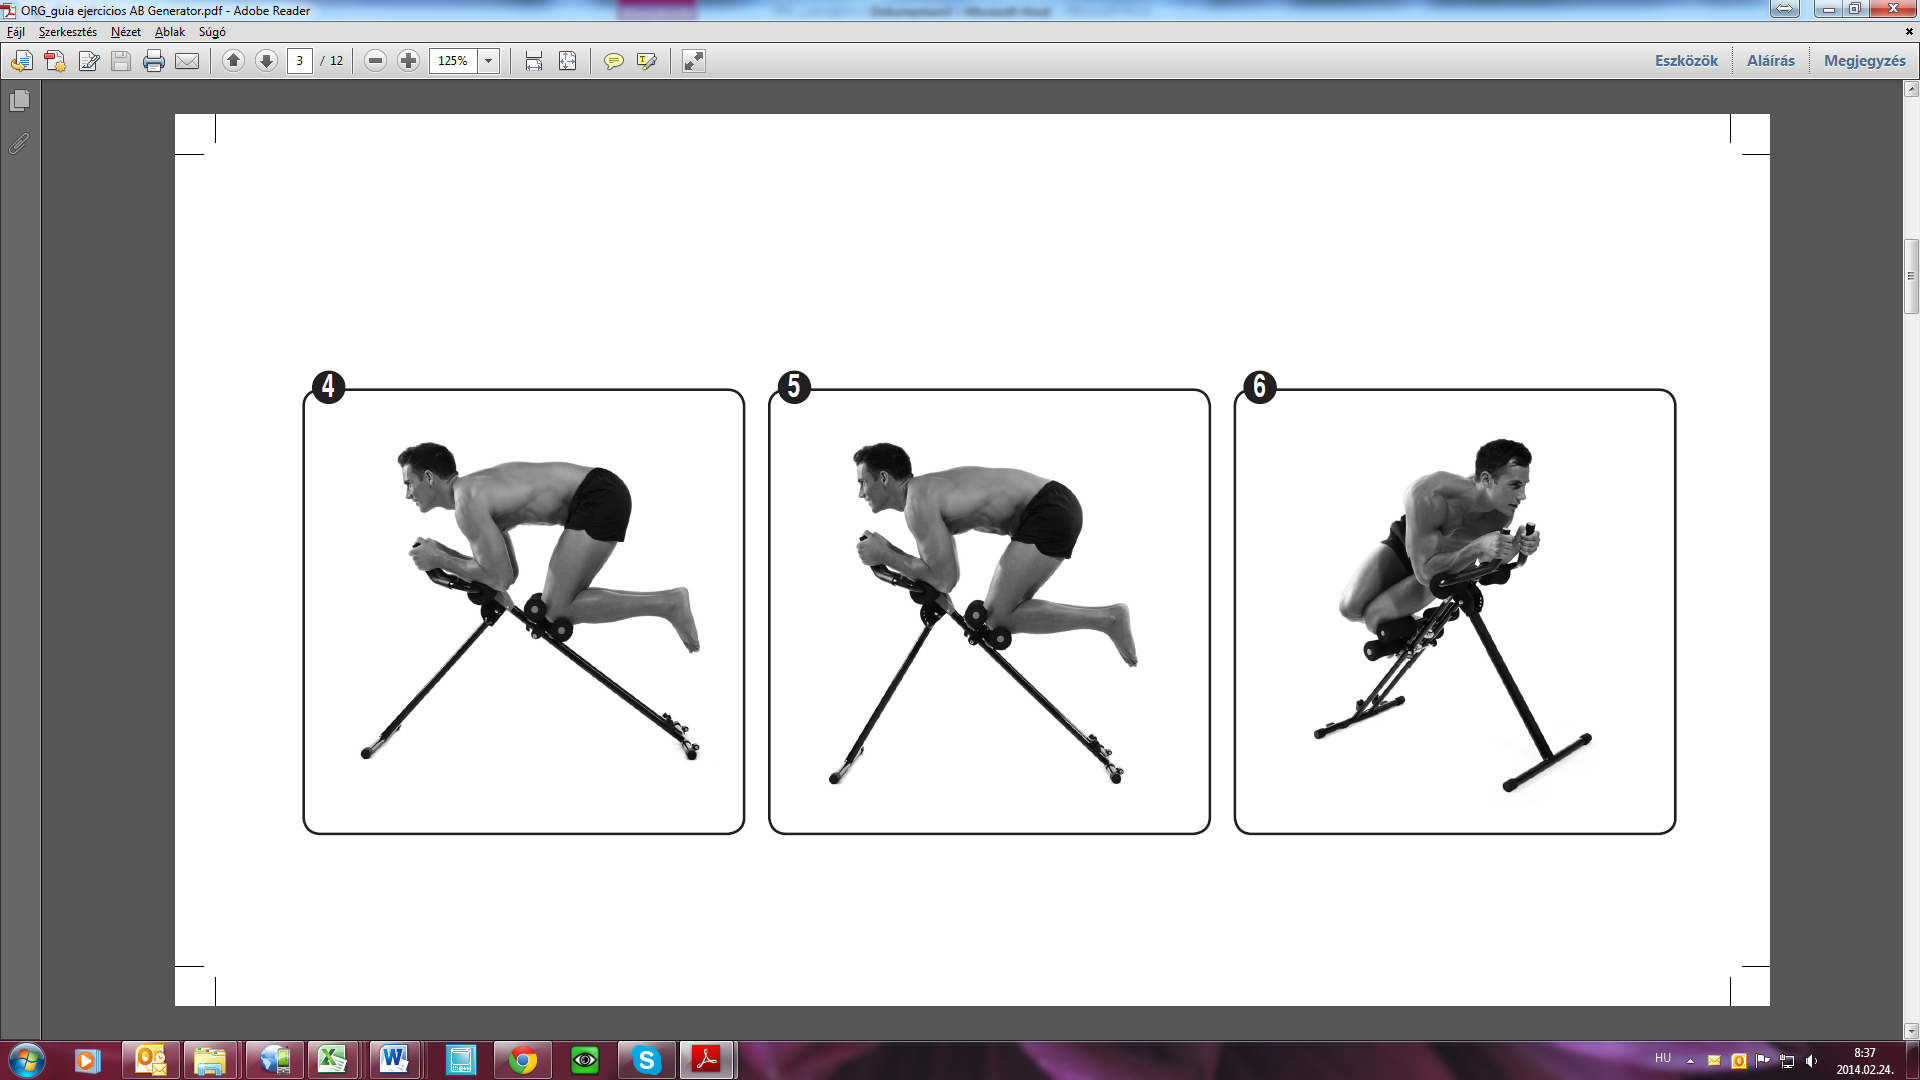 ORG_guia ejercicios AB Generator.pdf - Adobe Reader
Fájl Szerkesztés Nézet Ablak Súgó
3 / 12 125% Eszközök Aláírás Megjegyzés
4 5 6
HU 8:37
2014.02.24.